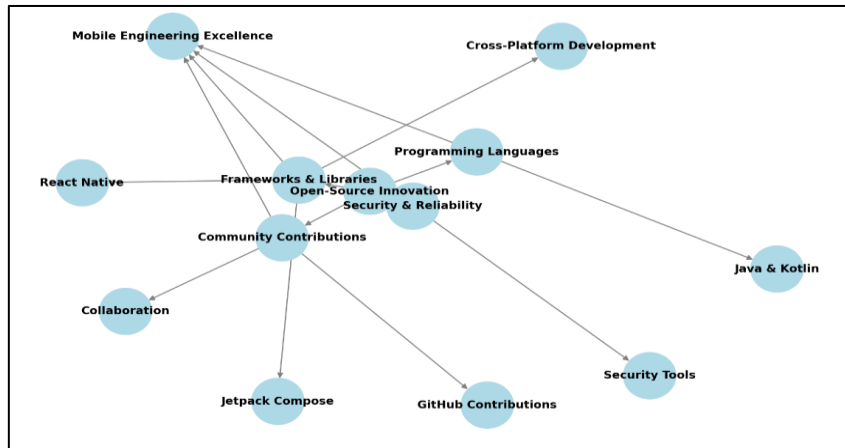 Mobile Engineering Excellence
Cross-Platform Development
Programming Languages
React Native
Frameworks & Libraries
Open-Source Innovation
Security & Reliability
Community Contributions
Java & Kotlin
Collaboration
Security Tools
Jetpack Compose
GitHub Contributions